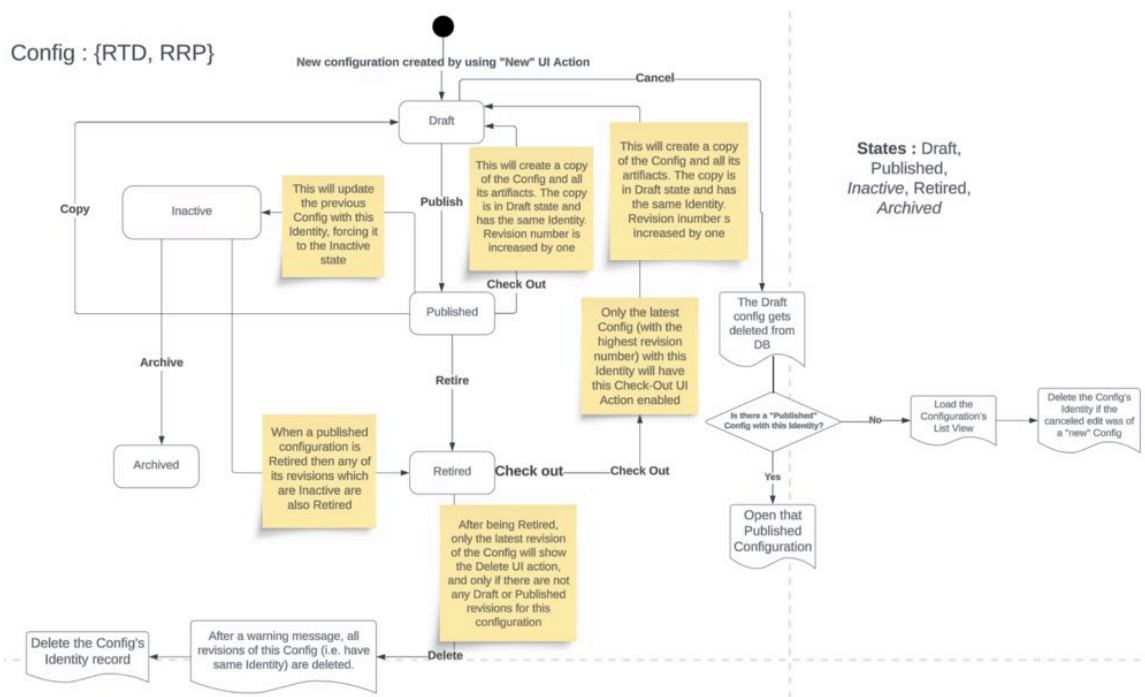 Config : {RTD, RRP}
New configuration created by using "New" UI Action
Cancel
Draft
States : Draft,
Published,
Inactive, Retired,
Archived
Copy
Inactive
This will update
the previous
Config with this
Identity, forcing it
to the Inactive
state
Publish
This will create a copy
of the Config and all
its artifiacts. The copy
is in Draft state and
has the same Identity.
Revision number is
increased by one
This will create a copy
of the Config and all its
artifiacts. The copy is
in Draft state and has
the same Identity.
Revision inumber s
increased by one
Check Out
Published
The Draft
config gets
deleted from
DB
Only the latest
Config (with the
highest revision
number) with this
Identity will have
this Check-Out UI
Action enabled
Archive
Retire
Is there a "Published"
Config with this Identity?
No
Load the
Configuration's
List View
Delete the Config's
Identity if the
canceled edit was of
a "new" Config
Archived
When a published
configuration is
Retired then any of
its revisions which
are Inactive are
also Retired
Retired
Check out
Check Out
Yes
Open that
Published
Configuration
After being Retired,
only the latest revision
of the Config will show
the Delete UI action,
and only if there are not
any Draft or Published
revisions for this
configuration
Delete
After a warning message, all
revisions of this Config (i.e. have
same Identity) are deleted.
Delete the Config's
Identity record